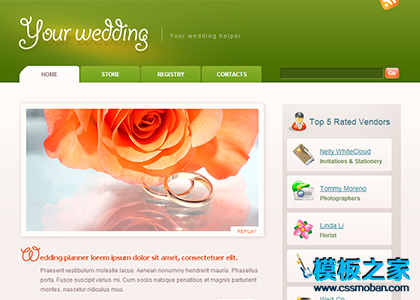 Your wedding
Your wedding helper
HOME
STORE
REGISTRY
CONTACTS
Go
REPLAY
Wedding planner lorem ipsum dolor sit amet, consectetuer elit.
Praesent vestibulum molestie lacus. Aenean nonummy hendrerit mauris. Phasellus
porta. Fusce suscipit varius mi. Cum sociis natoque penatibus et magnis parturient
montes, nascetur ridiculus mus.
Top 5 Rated Vendors
Nelly WhiteCloud
Invitations & Stationery
Tommy Moreno
Photographers
Linda Li
Florist
模板之家
www.cssmoban.com